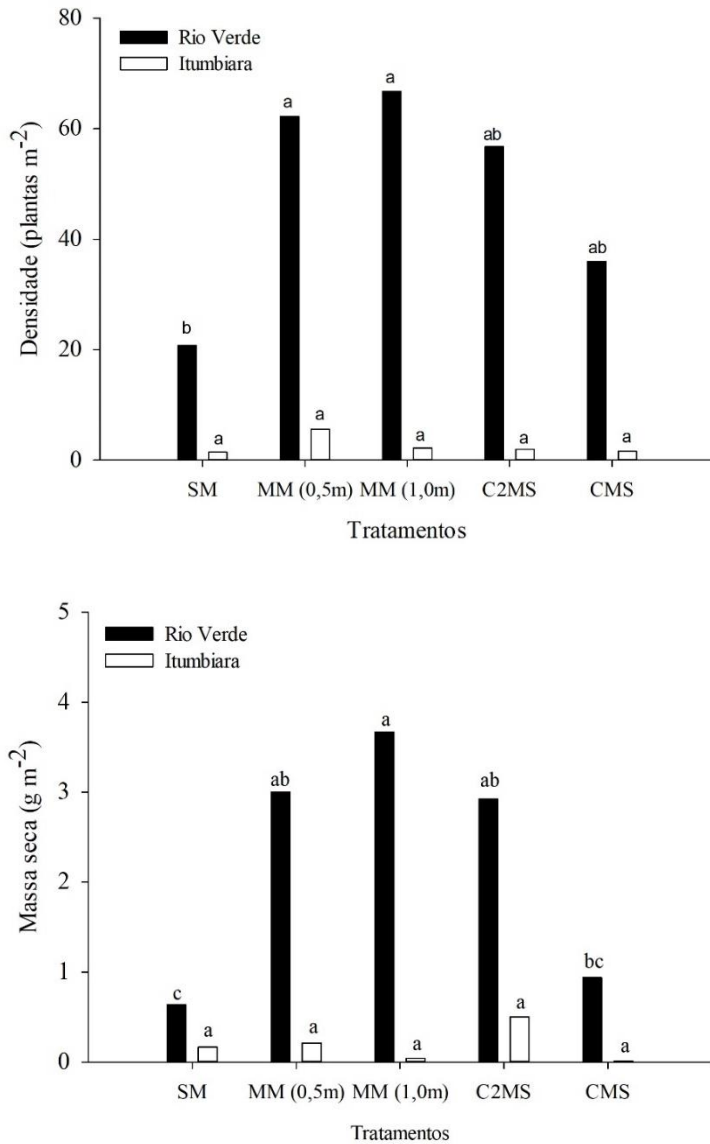 80
60
40
20
0
Densidade (plantas m-2)
Rio Verde
Itumbiara
b
a
a
a
a
a
ab
a
ab
a
SM
MM (0,5m)
MM (1,0m)
C2MS
CMS
Tratamentos
5
4
3
2
1
0
Massa seca (g m-2)
Rio Verde
Itumbiara
c
a
ab
a
a
a
ab
a
bc
a
SM
MM (0,5m)
MM (1,0m)
C2MS
CMS
Tratamentos